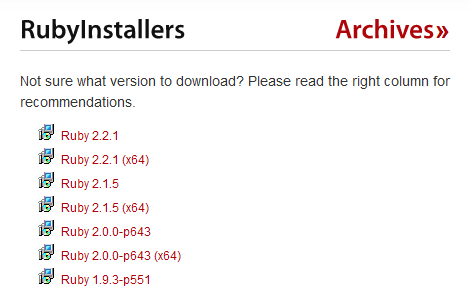 RubyInstallers Archives»
Not sure what version to download? Please read the right column for
recommendations.
Ruby 2.2.1
Ruby 2.2.1 (x64)
Ruby 2.1.5
Ruby 2.1.5 (x64)
Ruby 2.0.0-p643
Ruby 2.0.0-p643 (x64)
Ruby 1.9.3-p551